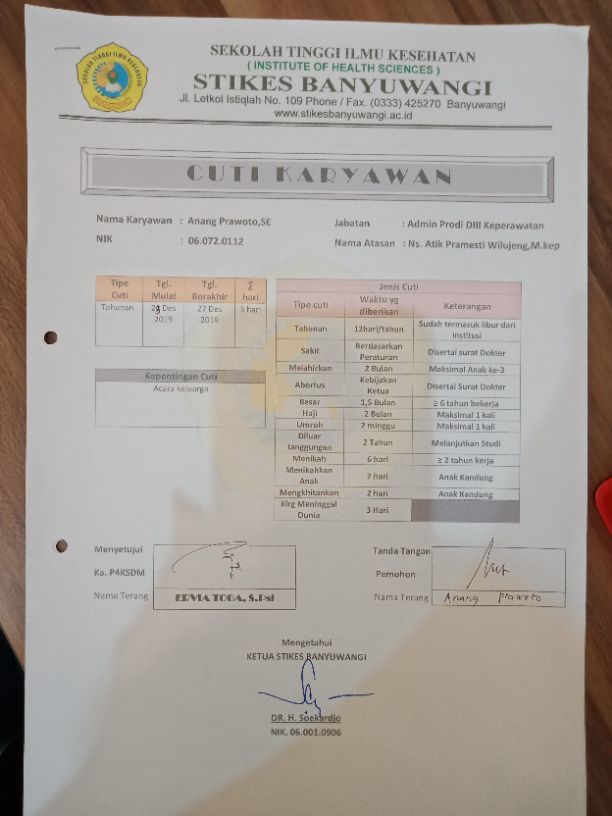 SEKOLAH TINGGI ILMU KESEHATAN
( INSTITUTE OF HEALTH SCIENCES )
STIKES BANYUWANGI
Jl. Letkol Istiqlah No. 109 Phone / Fax. (0333) 425270 Banyuwangi
www.stikesbanyuwangi.ac.id
CUTI KARYAWAN
Nama Karyawan : Anang Prawoto,SE
Jabatan : Admin Prodi DIII Keperawatan
NIK : 06.072.0112
Nama Atasan : Ns. Atik Pramesti Wilujeng,M.kep
Tipe Cuti Tgl. Mulai Tgl. Berakhir Σ hari
Tahunan Des 2019 27 Des 2019 3 hari
Kepentingan Cuti
Acara keluarga
Jenis Cuti
Tipe cuti Waktu yg diberikan Keterangan
Tahunan 12hari/tahun Sudah termasuk libur dari institusi
Sakit Berdasarkan Peraturan Disertai surat Dokter
Melahirkan 2 Bulan Maksimal Anak ke-3
Abortus Kebijakan Ketua Disertai Surat Dokter
Besar 1,5 Bulan ≥ 6 tahun bekerja
Haji 2 Bulan Maksimal 1 kali
Umroh 2 minggu Maksimal 1 kali
Diluar tanggungan 2 Tahun Melanjutkan Studi
Menikah 6 hari ≥ 2 tahun kerja
Menikahkan Anak 2 hari Anak Kandung
Mengkhitankan 2 hari Anak Kandung
Klrg Meninggal Dunia 3 Hari
Menyetujui
Ka. P4KSDM
Nama Terang ERVIA TOGA, S.Psi
Tanda Tangan
Pemohon
Nama Terang Anang Prawoto
Mengetahui
KETUA STIKES BANYUWANGI
DR. H. Soekardjo
NIK. 06.001.0906